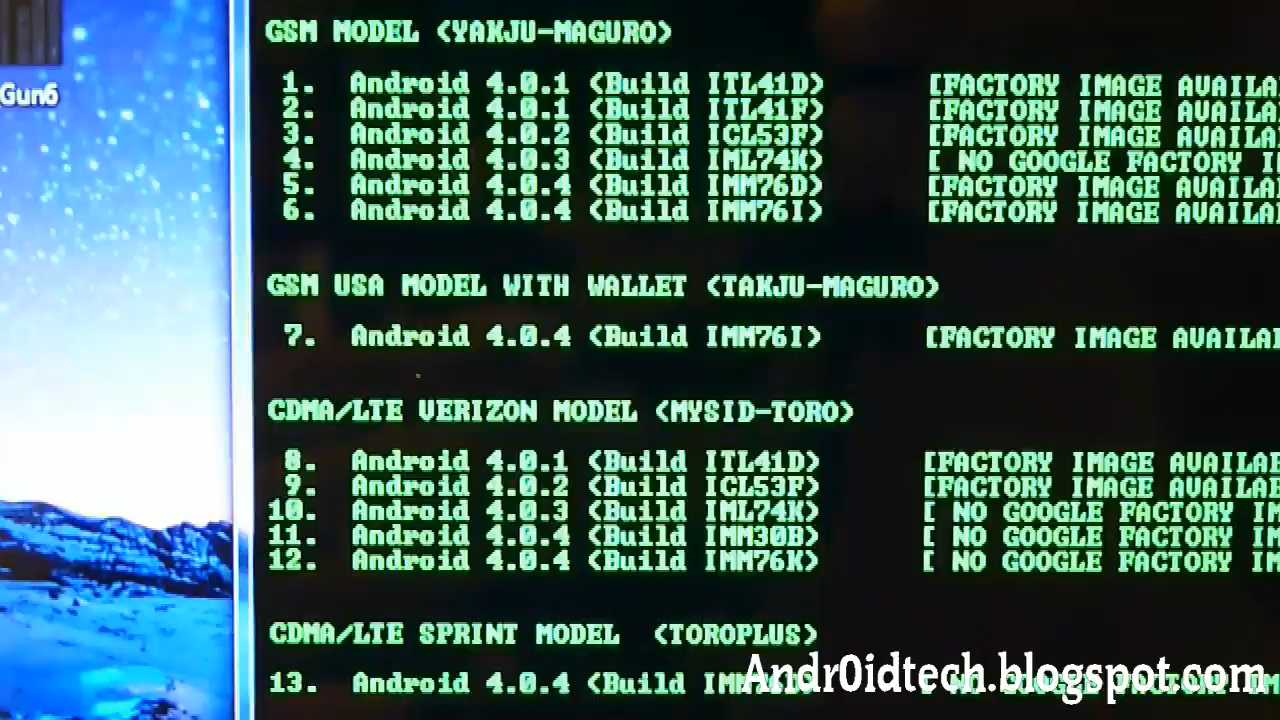 Gun6
GSM MODEL (YAKJU-MAGURO)
1. Android 4.0.1 (Build ITL41D) [FACTORY IMAGE AVAILA
2. Android 4.0.1 (Build ITL41F) [FACTORY IMAGE AVAILA
3. Android 4.0.2 (Build ICL53F) [FACTORY IMAGE AVAILA
4. Android 4.0.3 (Build IML74K) [ NO GOOGLE FACTORY I
5. Android 4.0.4 (Build IMM76D) [FACTORY IMAGE AVAILA
6. Android 4.0.4 (Build IMM76I) [FACTORY IMAGE AVAILA
GSM USA MODEL WITH WALLET (TAKJU-MAGURO)
7. Android 4.0.4 (Build IMM76I) [FACTORY IMAGE AVAILA
CDMA/LTE VERIZON MODEL (MYSID-TORO)
8. Android 4.0.1 (Build ITL41D) [FACTORY IMAGE AVAILAB
9. Android 4.0.2 (Build ICL53F) [FACTORY IMAGE AVAILAB
10. Android 4.0.3 (Build IML74K) [ NO GOOGLE FACTORY IM
11. Android 4.0.4 (Build IMM30B) [ NO GOOGLE FACTORY IM
12. Android 4.0.4 (Build IMM76K) [ NO GOOGLE FACTORY IM
CDMA/LTE SPRINT MODEL (TOROPLUS)
13. Android 4.0.4 (Build
Andr0idtech.blogspot.com